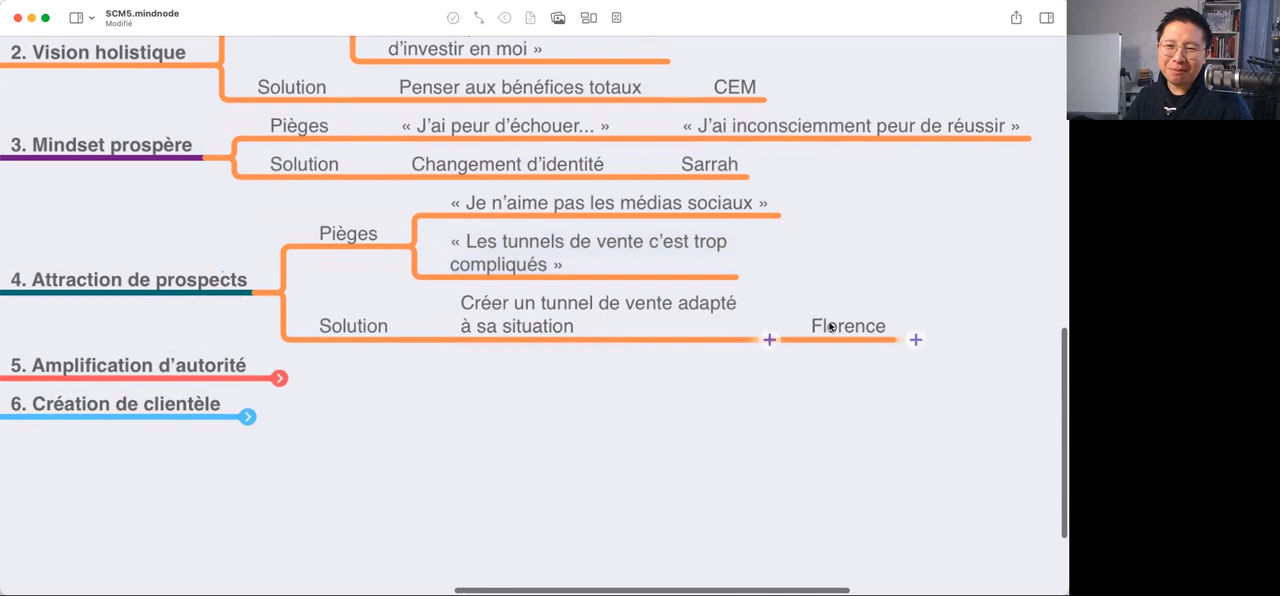 SCM5.mindnode
Modifié
2. Vision holistique
d’investir en moi »
Solution
Penser aux bénéfices totaux
CEM
Pièges
« J’ai peur d’échouer... »
« J’ai inconsciemment peur de réussir »
3. Mindset prospère
Solution
Changement d’identité
Sarrah
« Je n’aime pas les médias sociaux »
Pièges
« Les tunnels de vente c’est trop
compliqués »
4. Attraction de prospects
Créer un tunnel de vente adapté
Solution
à sa situation
Florence
5. Amplification d’autorité
6. Création de clientèle